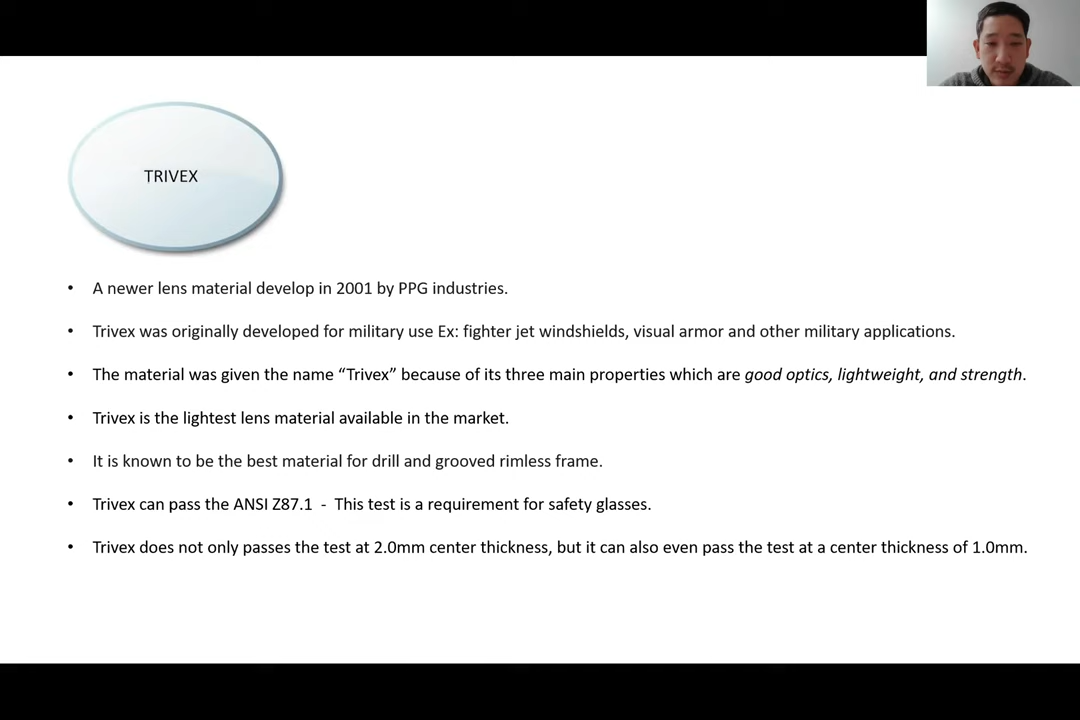 TRIVEX
• A newer lens material develop in 2001 by PPG industries.
• Trivex was originally developed for military use Ex: fighter jet windshields, visual armor and other military applications.
• The material was given the name “Trivex” because of its three main properties which are good optics, lightweight, and strength.
• Trivex is the lightest lens material available in the market.
• It is known to be the best material for drill and grooved rimless frame.
• Trivex can pass the ANSI Z87.1 - This test is a requirement for safety glasses.
• Trivex does not only passes the test at 2.0mm center thickness, but it can also even pass the test at a center thickness of 1.0mm.